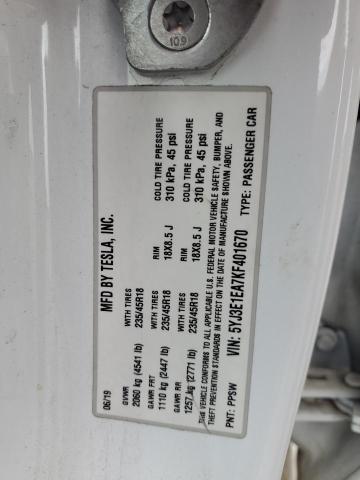 109
MFD BY TESLA, INC.
06/19
GVWR
2060 kg (4541 lb)
GAWR FRT
1110 kg (2447 lb)
WITH TIRES
235/45R18
RIM
18X8.5 J
COLD TIRE PRESSURE
310 kPa, 45 psi
GAWR RR
1257 kg (2771 lb)
WITH TIRES
235/45R18
RIM
18X8.5 J
COLD TIRE PRESSURE
310 kPa, 45 psi
THIS VEHICLE CONFORMS TO ALL APPLICABLE U.S. FEDERAL MOTOR VEHICLE SAFETY, BUMPER, AND
THEFT PREVENTION STANDARDS IN EFFECT ON THE DATE OF MANUFACTURE SHOWN ABOVE.
VIN: 5YJ3E1EA7KF401670
PNT: PPSW
TYPE: PASSENGER CAR